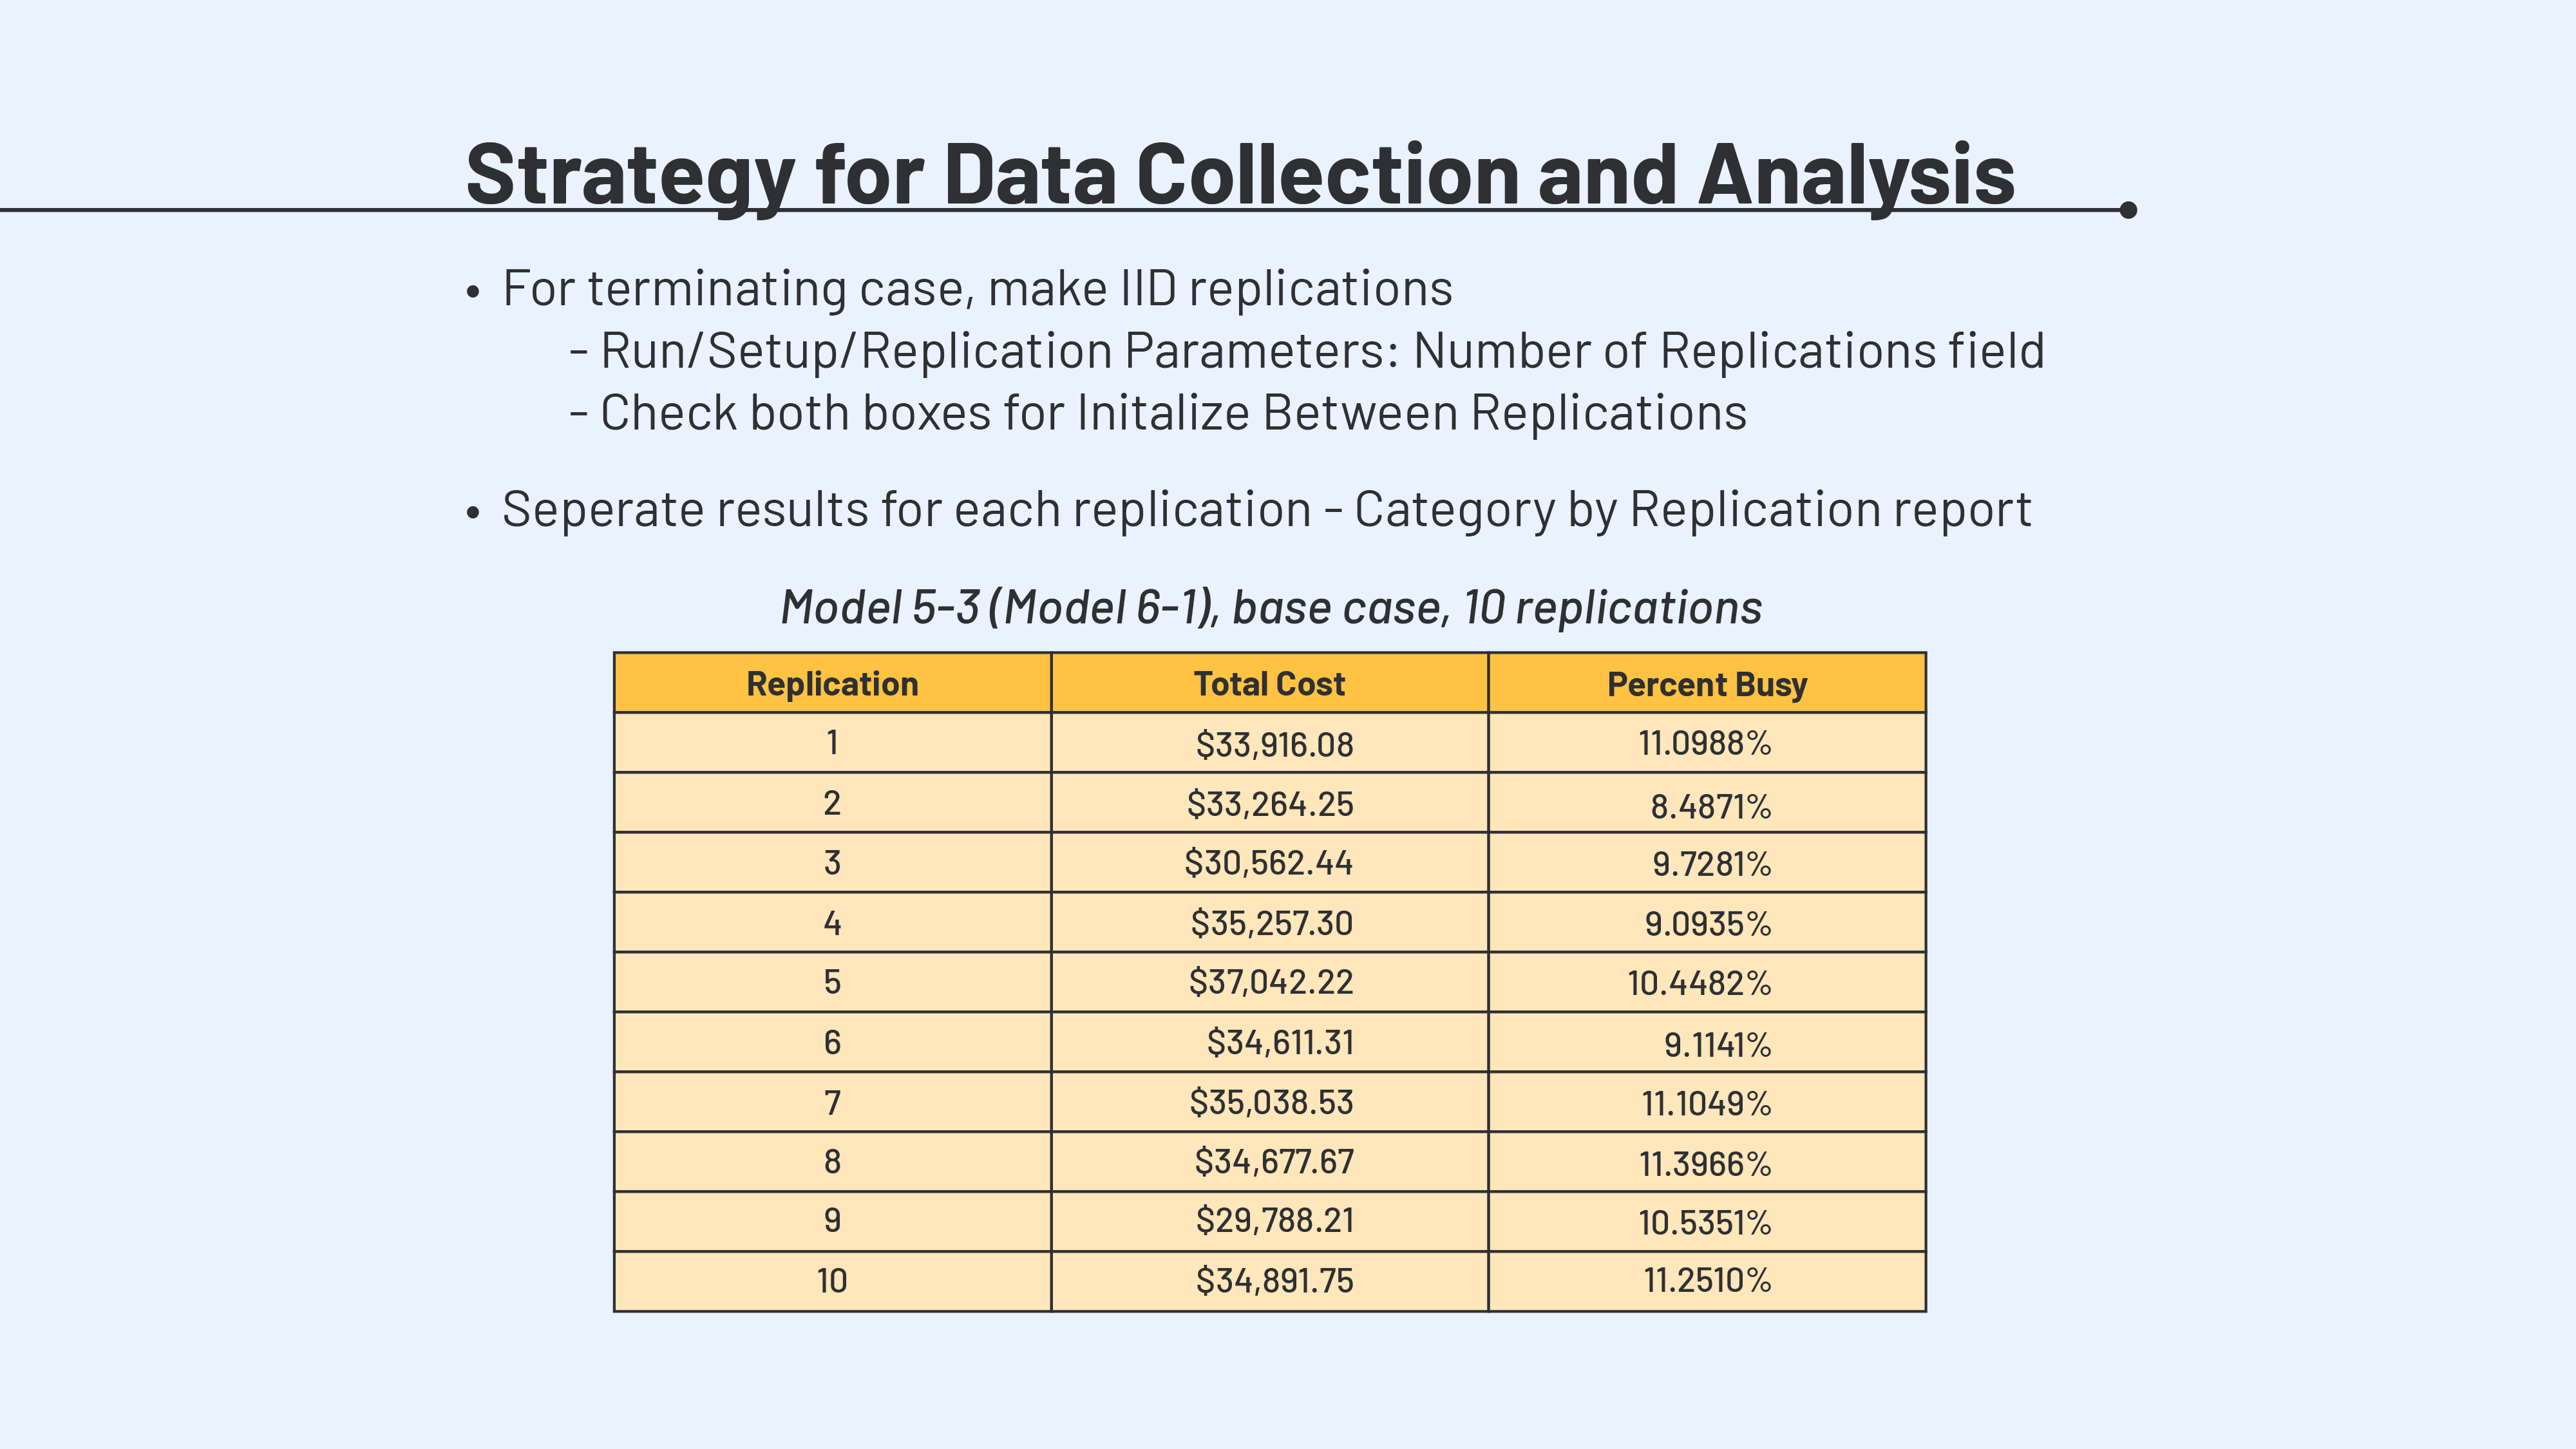 Strategy for Data Collection and Analysis
• For terminating case, make IID replications
- Run/Setup/Replication Parameters: Number of Replications field
- Check both boxes for Initalize Between Replications
• Seperate results for each replication - Category by Replication report
Model 5-3 (Model 6-1), base case, 10 replications
Replication Total Cost Percent Busy
1 $33,916.08 11.0988%
2 $33,264.25 8.4871%
3 $30,562.44 9.7281%
4 $35,257.30 9.0935%
5 $37,042.22 10.4482%
6 $34,611.31 9.1141%
7 $35,038.53 11.1049%
8 $34,677.67 11.3966%
9 $29,788.21 10.5351%
10 $34,891.75 11.2510%